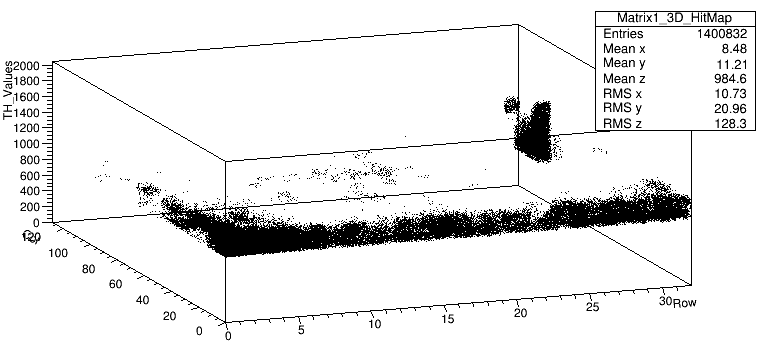 Matrix1_3D_HitMap
Entries 1400832
Mean x 8.48
Mean y 11.21
Mean z 984.6
RMS x 10.73
RMS y 20.96
RMS z 128.3
TH_Values
2000
1800
1600
1400
1200
1000
800
600
400
200
0
120
100
80
60
40
20
0
0
5
10
15
20
25
30
Row